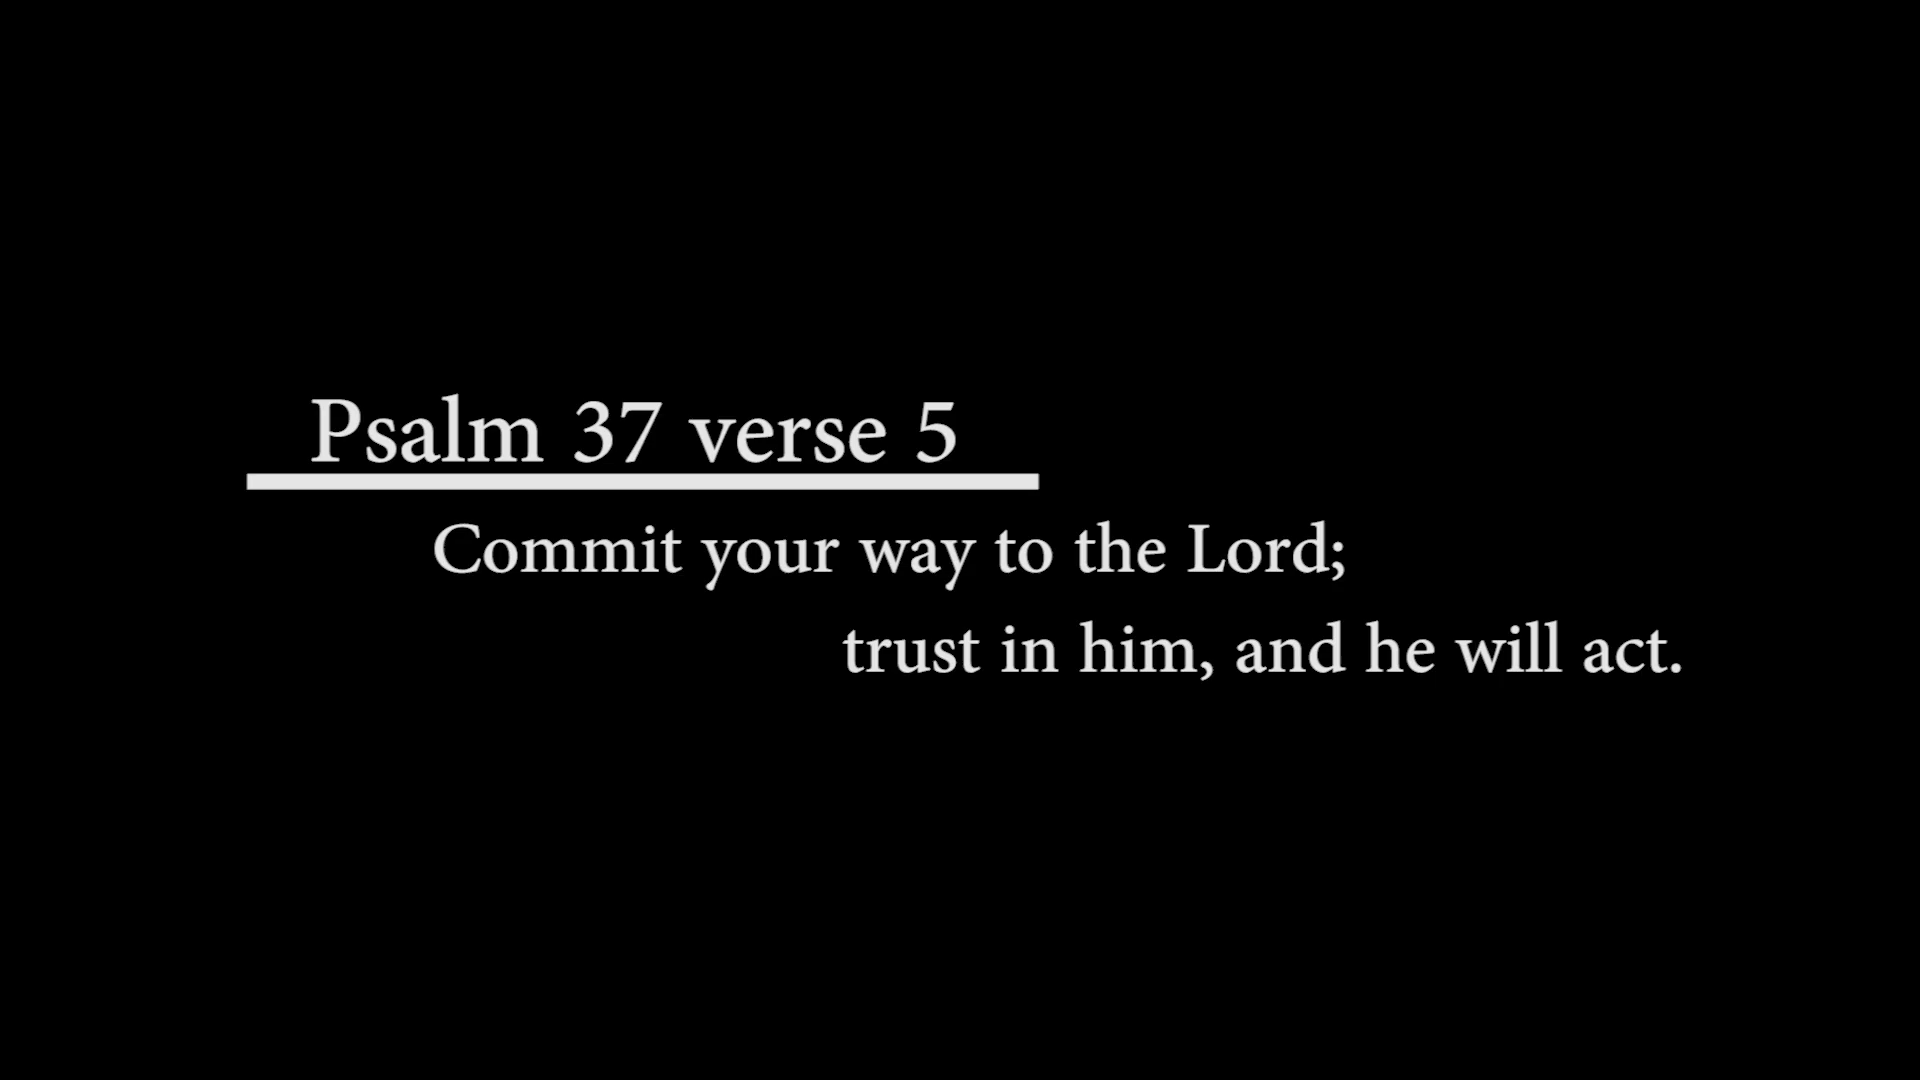 Psalm 37 verse 5
Commit your way to the Lord;
trust in him, and he will act.